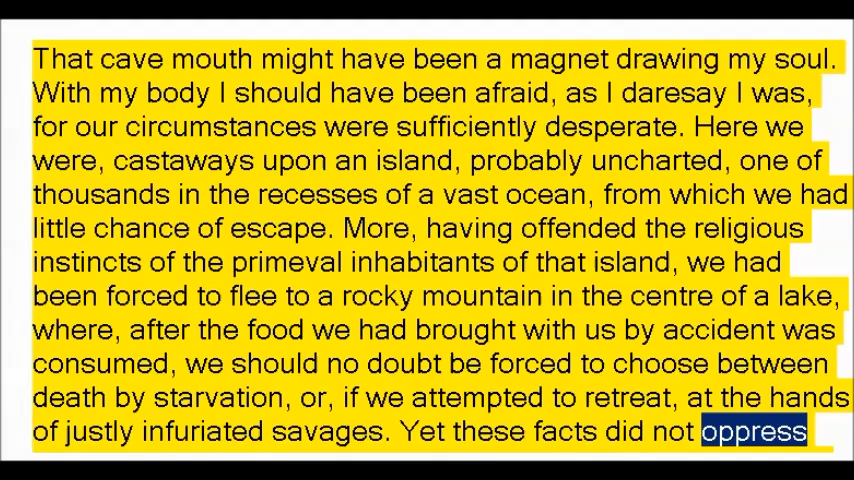 That cave mouth might have been a magnet drawing my soul.
With my body I should have been afraid, as I daresay I was,
for our circumstances were sufficiently desperate. Here we
were, castaways upon an island, probably uncharted, one of
thousands in the recesses of a vast ocean, from which we had
little chance of escape. More, having offended the religious
instincts of the primeval inhabitants of that island, we had
been forced to flee to a rocky mountain in the centre of a lake,
where, after the food we had brought with us by accident was
consumed, we should no doubt be forced to choose between
death by starvation, or, if we attempted to retreat, at the hands
of justly infuriated savages. Yet these facts did not oppress